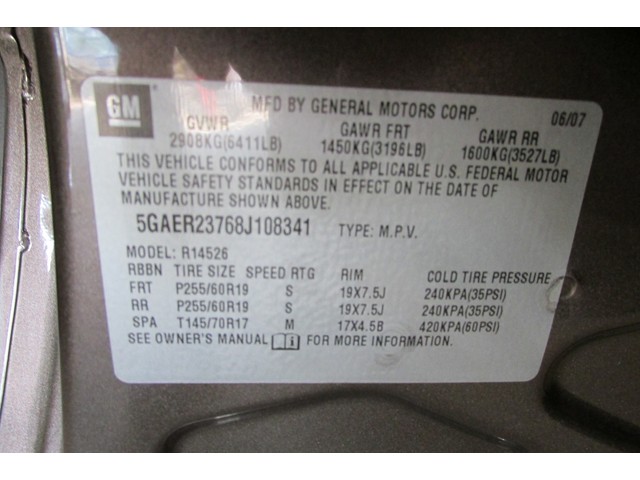 GM
MFD BY GENERAL MOTORS CORP. 06/07
GVWR GAWR FRT GAWR RR
2908KG(6411LB) 1450KG(3196LB) 1600KG(3527LB)
THIS VEHICLE CONFORMS TO ALL APPLICABLE U.S. FEDERAL MOTOR
VEHICLE SAFETY STANDARDS IN EFFECT ON THE DATE OF
MANUFACTURE SHOWN ABOVE.
5GAER23768J108341 TYPE: M.P.V.
MODEL: R14526
RBBN TIRE SIZE SPEED RTG RIM COLD TIRE PRESSURE
FRT P255/60R19 S 19X7.5J 240KPA(35PSI)
RR P255/60R19 S 19X7.5J 240KPA(35PSI)
SPA T145/70R17 M 17X4.5B 420KPA(60PSI)
SEE OWNER'S MANUAL FOR MORE INFORMATION.